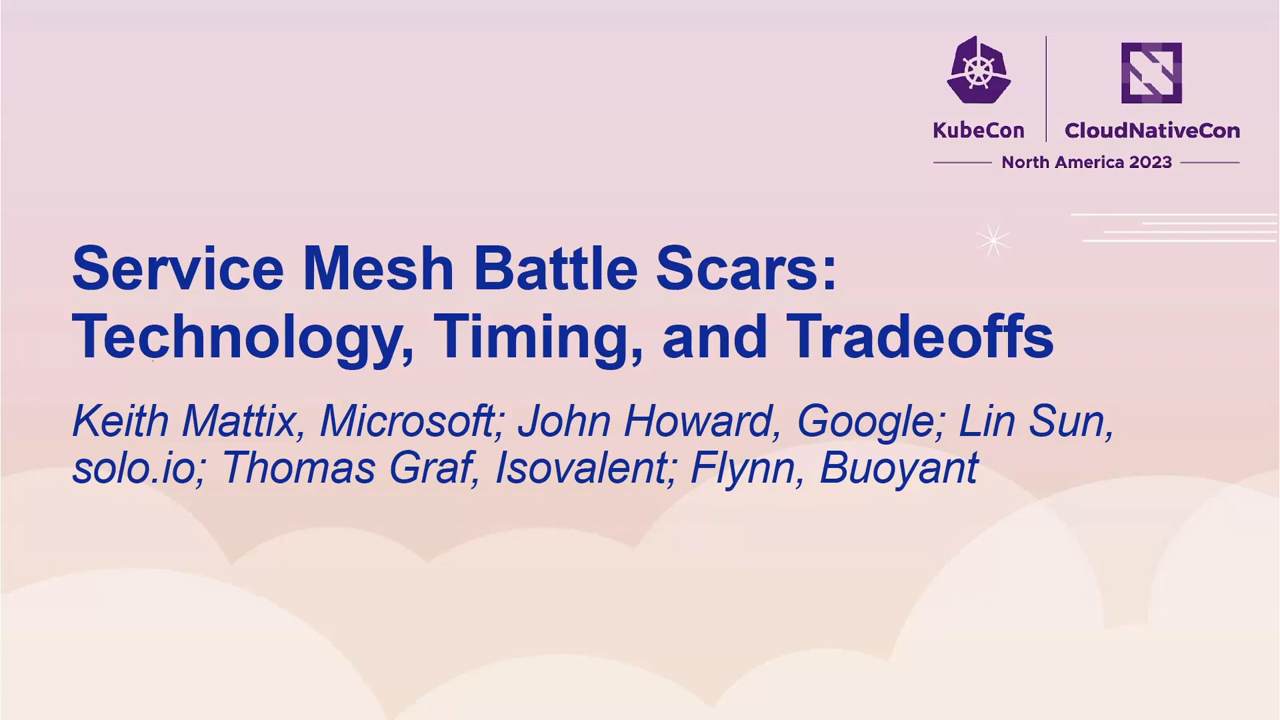 KubeCon
CloudNativeCon
North America 2023
Service Mesh Battle Scars:
Technology, Timing, and Tradeoffs
Keith Mattix, Microsoft; John Howard, Google; Lin Sun,
solo.io; Thomas Graf, Isovalent; Flynn, Buoyant